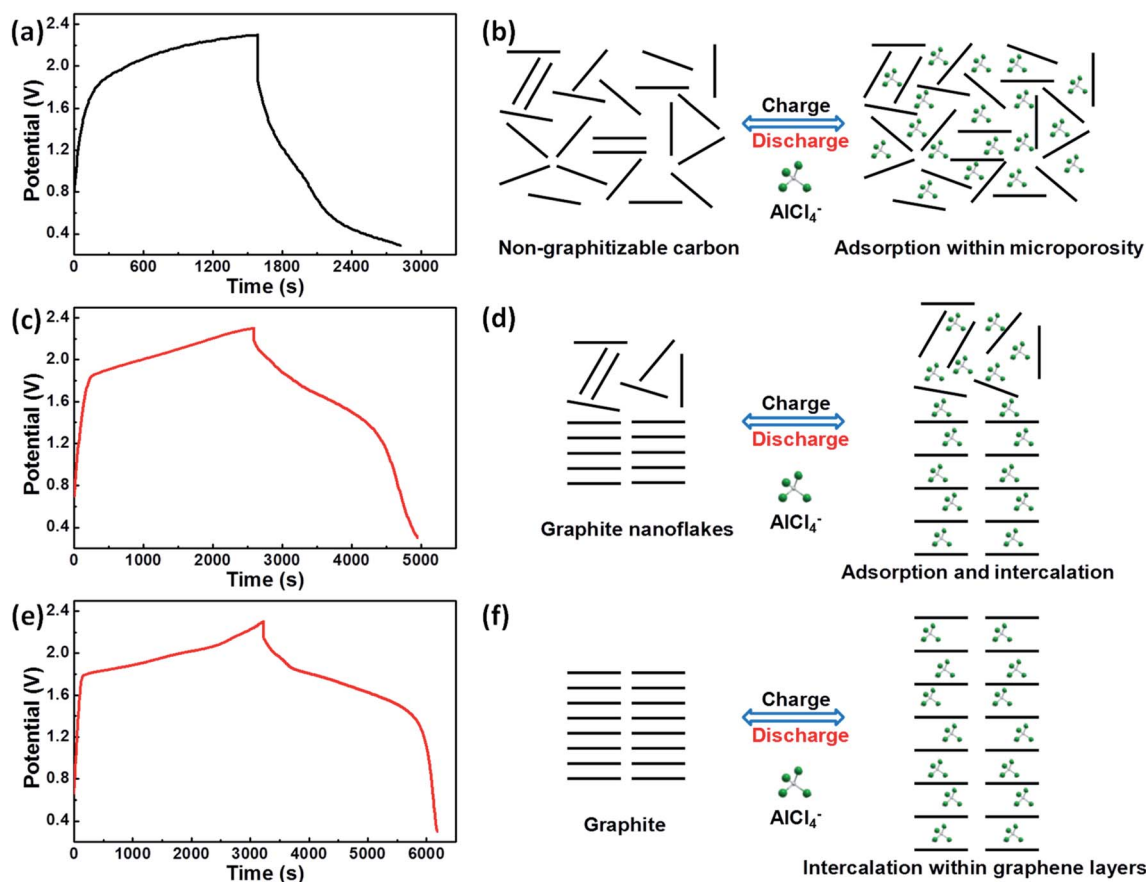 (a)
2.4
2.0
1.6
1.2
0.8
0.4
Potential (V)
0 600 1200 1800 2400 3000
Time (s)
(b)
Charge
Discharge
AlCl4-
Non-graphitizable carbon
Adsorption within microporosity
(c)
2.4
2.0
1.6
1.2
0.8
0.4
Potential (V)
0 1000 2000 3000 4000 5000
Time (s)
(d)
Charge
Discharge
AlCl4-
Graphite nanoflakes
Adsorption and intercalation
(e)
2.4
2.0
1.6
1.2
0.8
0.4
Potential (V)
0 1000 2000 3000 4000 5000 6000
Time (s)
(f)
Charge
Discharge
AlCl4-
Graphite
Intercalation within graphene layers